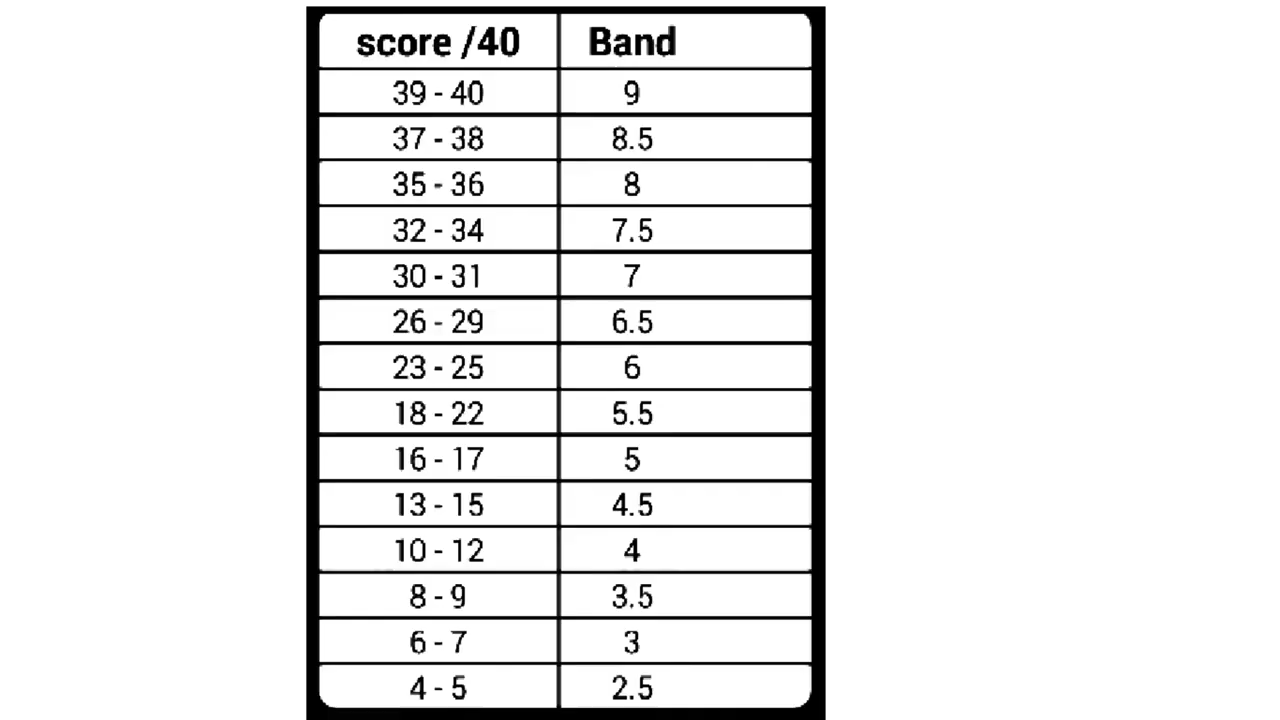 score /40 Band
39 - 40 9
37 - 38 8.5
35 - 36 8
32 - 34 7.5
30 - 31 7
26 - 29 6.5
23 - 25 6
18 - 22 5.5
16 - 17 5
13 - 15 4.5
10 - 12 4
8 - 9 3.5
6 - 7 3
4 - 5 2.5